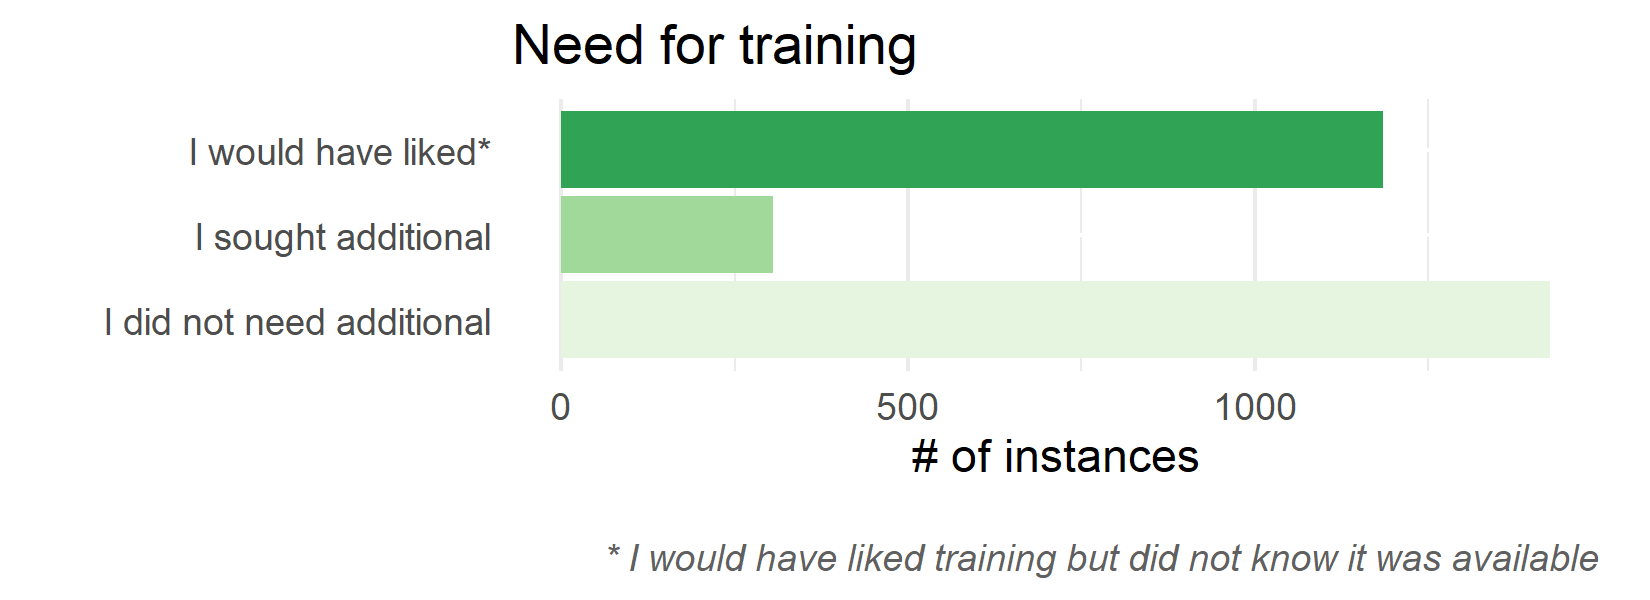 Need for training
I would have liked*
I sought additional
I did not need additional
0 500 1000
# of instances
* I would have liked training but did not know it was available